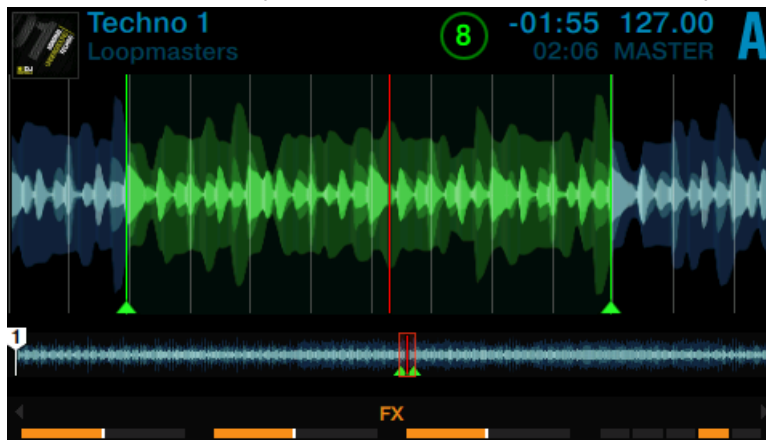 Techno 1
Loopmasters
8
-01:55 127.00
02:06 MASTER
A
1
FX